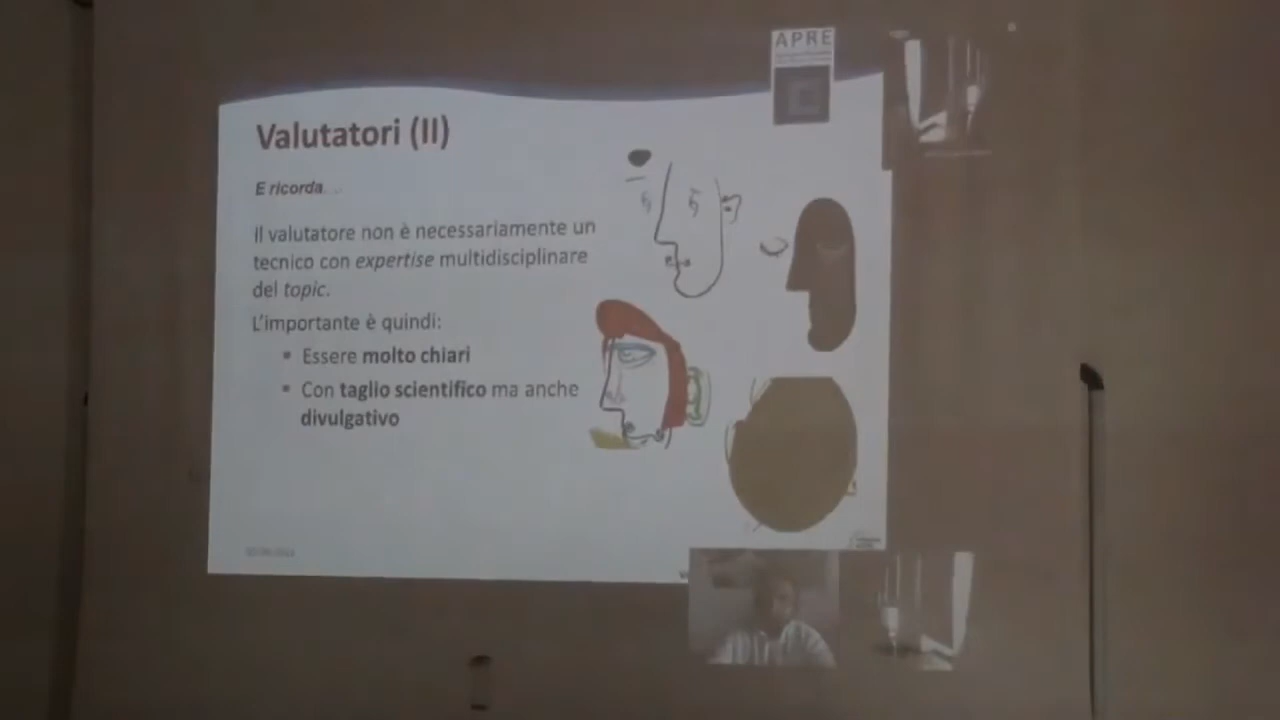 APRE
Valutatori (II)
E ricorda...
Il valutatore non è necessariamente un
tecnico con expertise multidisciplinare
del topic.
L'importante è quindi:
▪ Essere molto chiari
▪ Con taglio scientifico ma anche
divulgativo